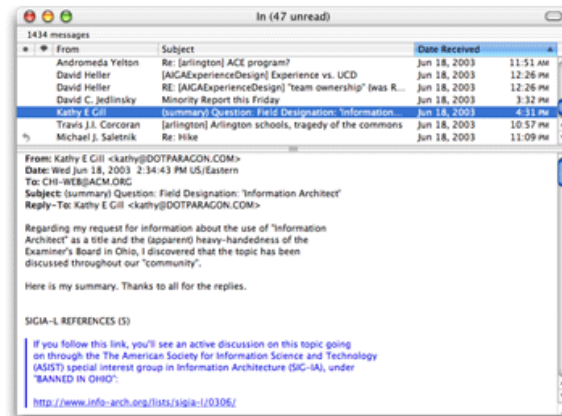 In (47 unread)
1434 messages
From Subject Date Received
Andromeda Yelton Re: [arlington] ACE program? Jun 18, 2003 11:51 AM
David Heller [AIGAExperienceDesign] Experience vs. UCD Jun 18, 2003 12:26 PM
David Heller RE: [AIGAExperienceDesign] "team ownership" (was R... Jun 18, 2003 12:26 PM
David C. Jedlinsky Minority Report this Friday Jun 18, 2003 3:32 PM
Kathy E Gill (summary) Question: Field Designation: 'Information... Jun 18, 2003 4:31 PM
Travis J.I. Corcoran [arlington] Arlington schools, tragedy of the commons Jun 18, 2003 10:57 PM
Michael J. Saletnik Re: Hike Jun 18, 2003 11:09 PM
From: Kathy E Gill <kathy@DOTPARAGON.COM>
Date: Wed Jun 18, 2003 2:34:43 PM US/Eastern
To: CHI-WEB@ACM.ORG
Subject: (summary) Question: Field Designation: 'Information Architect'
Reply-To: Kathy E Gill <kathy@DOTPARAGON.COM>
Regarding my request for information about the use of "Information
Architect" as a title and the (apparent) heavy-handedness of the
Examiner's Board in Ohio, I discovered that the topic has been
discussed throughout our "community".
Here is my summary. Thanks to all for the replies.
SIGIA-L REFERENCES (5)
If you follow this link, you'll see an active discussion on this topic going
on through the The American Society for Information Science and Technology
(ASIST) special interest group in Information Architecture (SIG-IA), under
"BANNED IN OHIO":
http://www.info-arch.org/lists/sigia-l/0306/